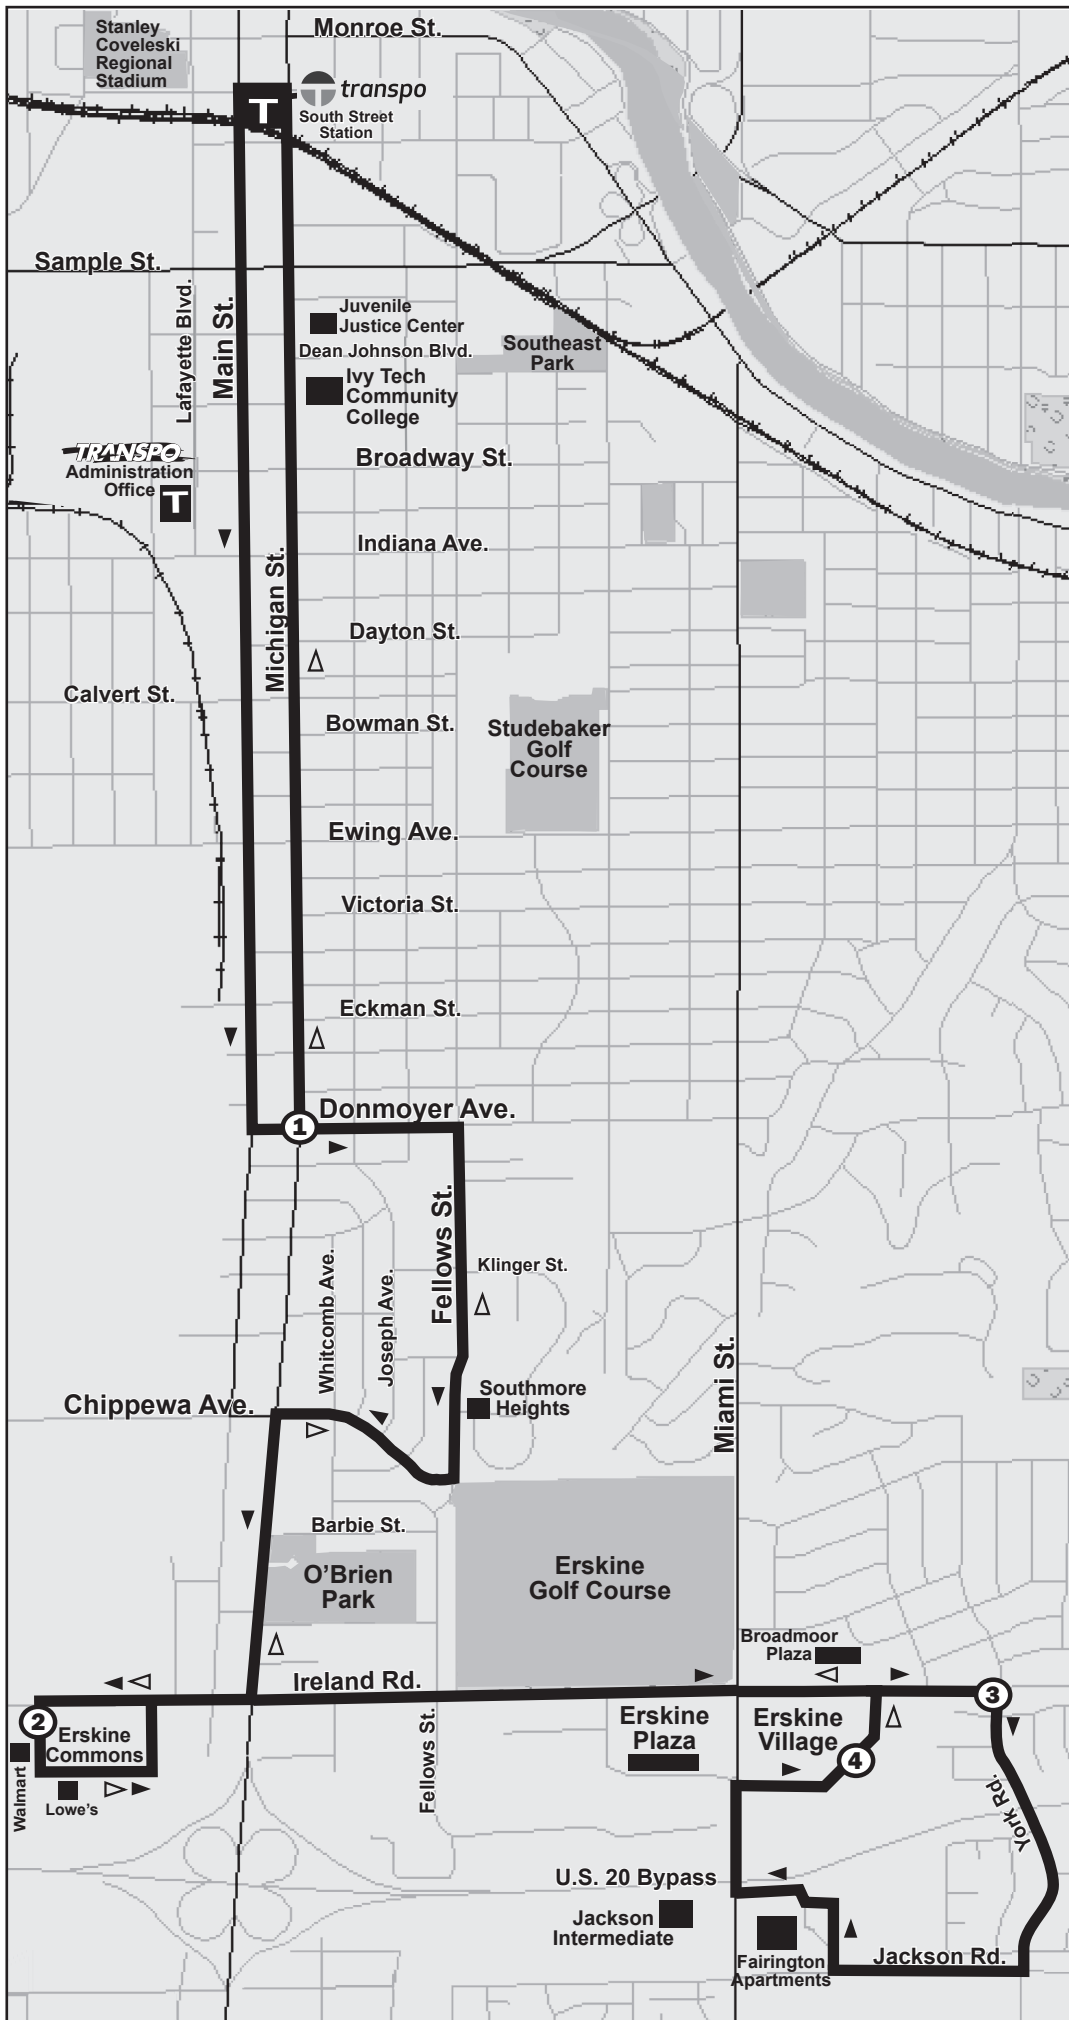 Monroe St.
Stanley
Coveleski
Regional
Stadium
T
transpo
South Street
Station
Sample St.
Lafayette Blvd.
Main St.
Juvenile
Justice Center
Dean Johnson Blvd.
Southeast
Park
Ivy Tech
Community
College
TRANSPO
Administration
Office
T
Broadway St.
Indiana Ave.
Michigan St.
Dayton St.
Calvert St.
Bowman St.
Studebaker
Golf
Course
Ewing Ave.
Victoria St.
Eckman St.
Donmoyer Ave.
1
Fellows St.
Klinger St.
Whitcomb Ave.
Joseph Ave.
Miami St.
Chippewa Ave.
Southmore
Heights
Barbie St.
O'Brien
Park
Erskine
Golf Course
Broadmoor
Plaza
Ireland Rd.
3
2
Erskine
Commons
Walmart
Lowe's
Fellows St.
Erskine
Plaza
Erskine
Village
4
York Rd.
U.S. 20 Bypass
Jackson
Intermediate
Fairington
Apartments
Jackson Rd.